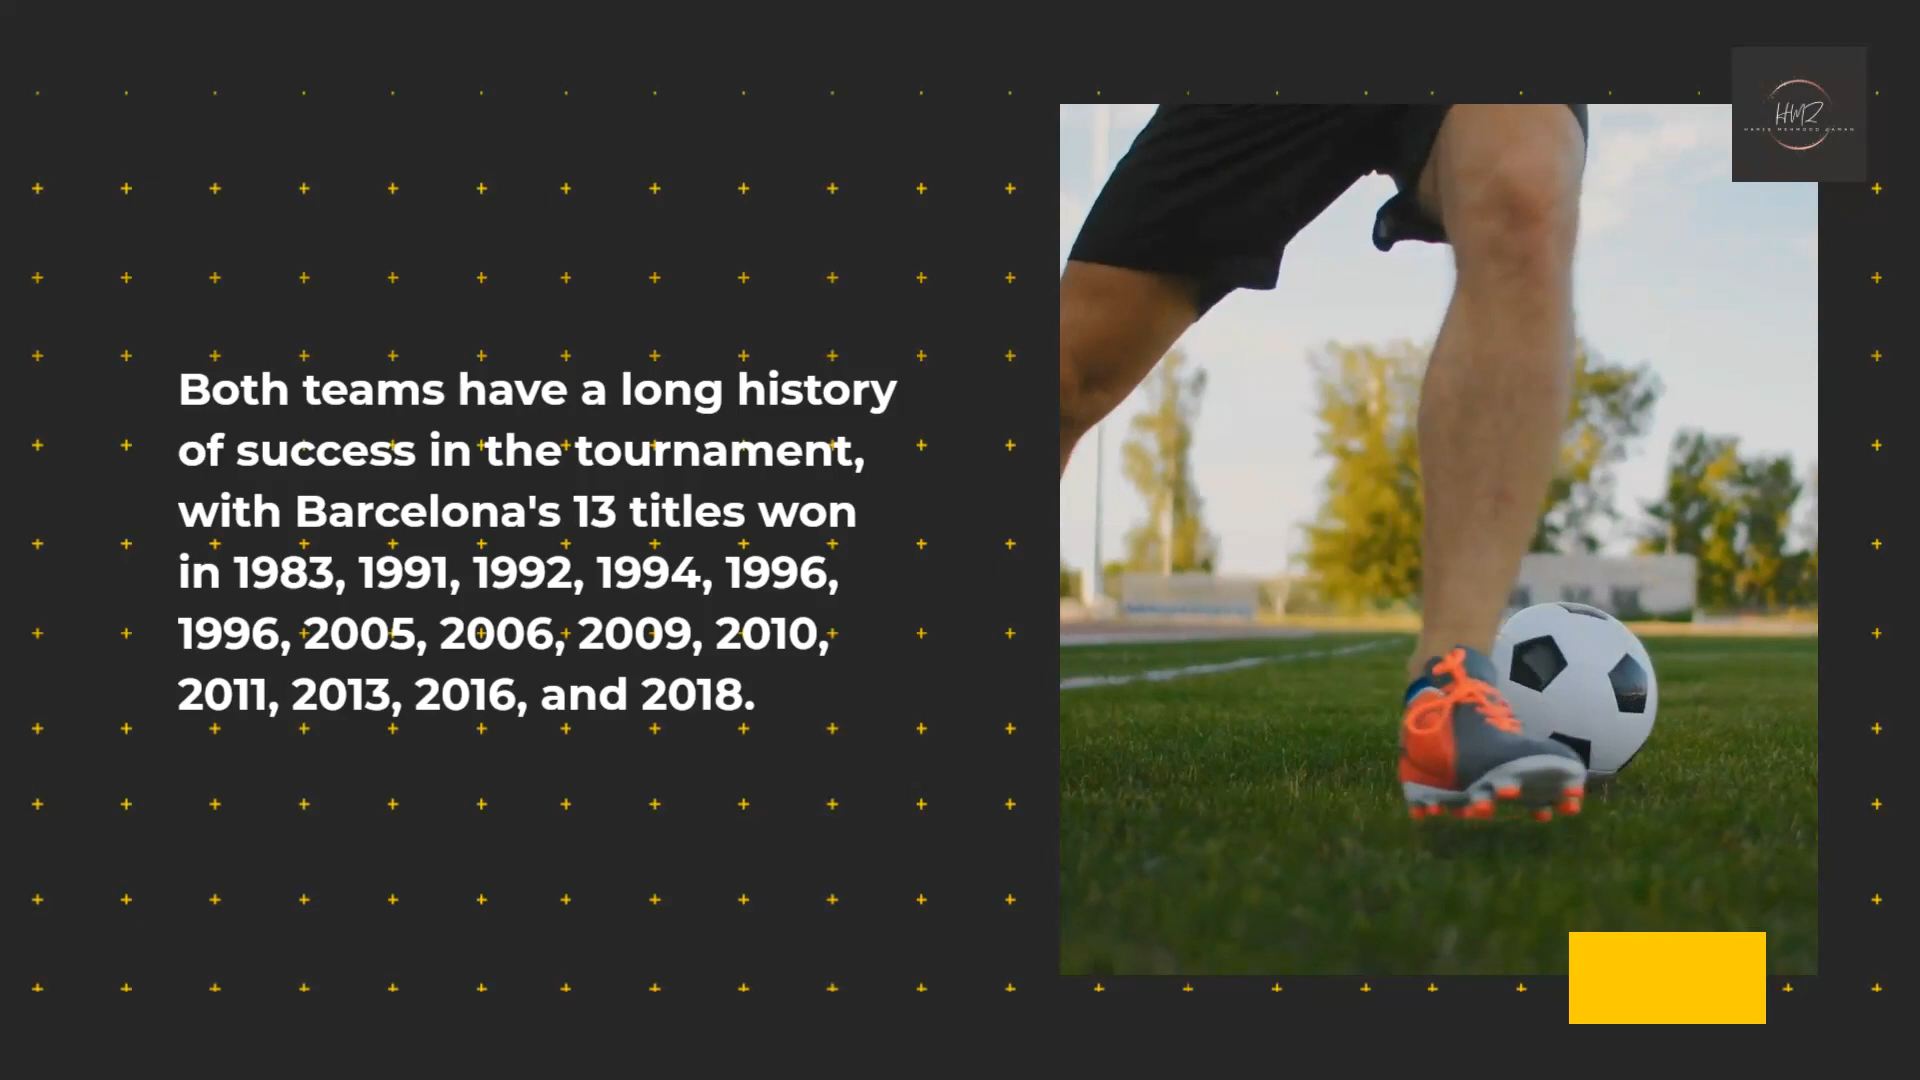 HMZ
Both teams have a long history
of success in the tournament,
with Barcelona's 13 titles won
in 1983, 1991, 1992, 1994, 1996,
1996, 2005, 2006, 2009, 2010,
2011, 2013, 2016, and 2018.